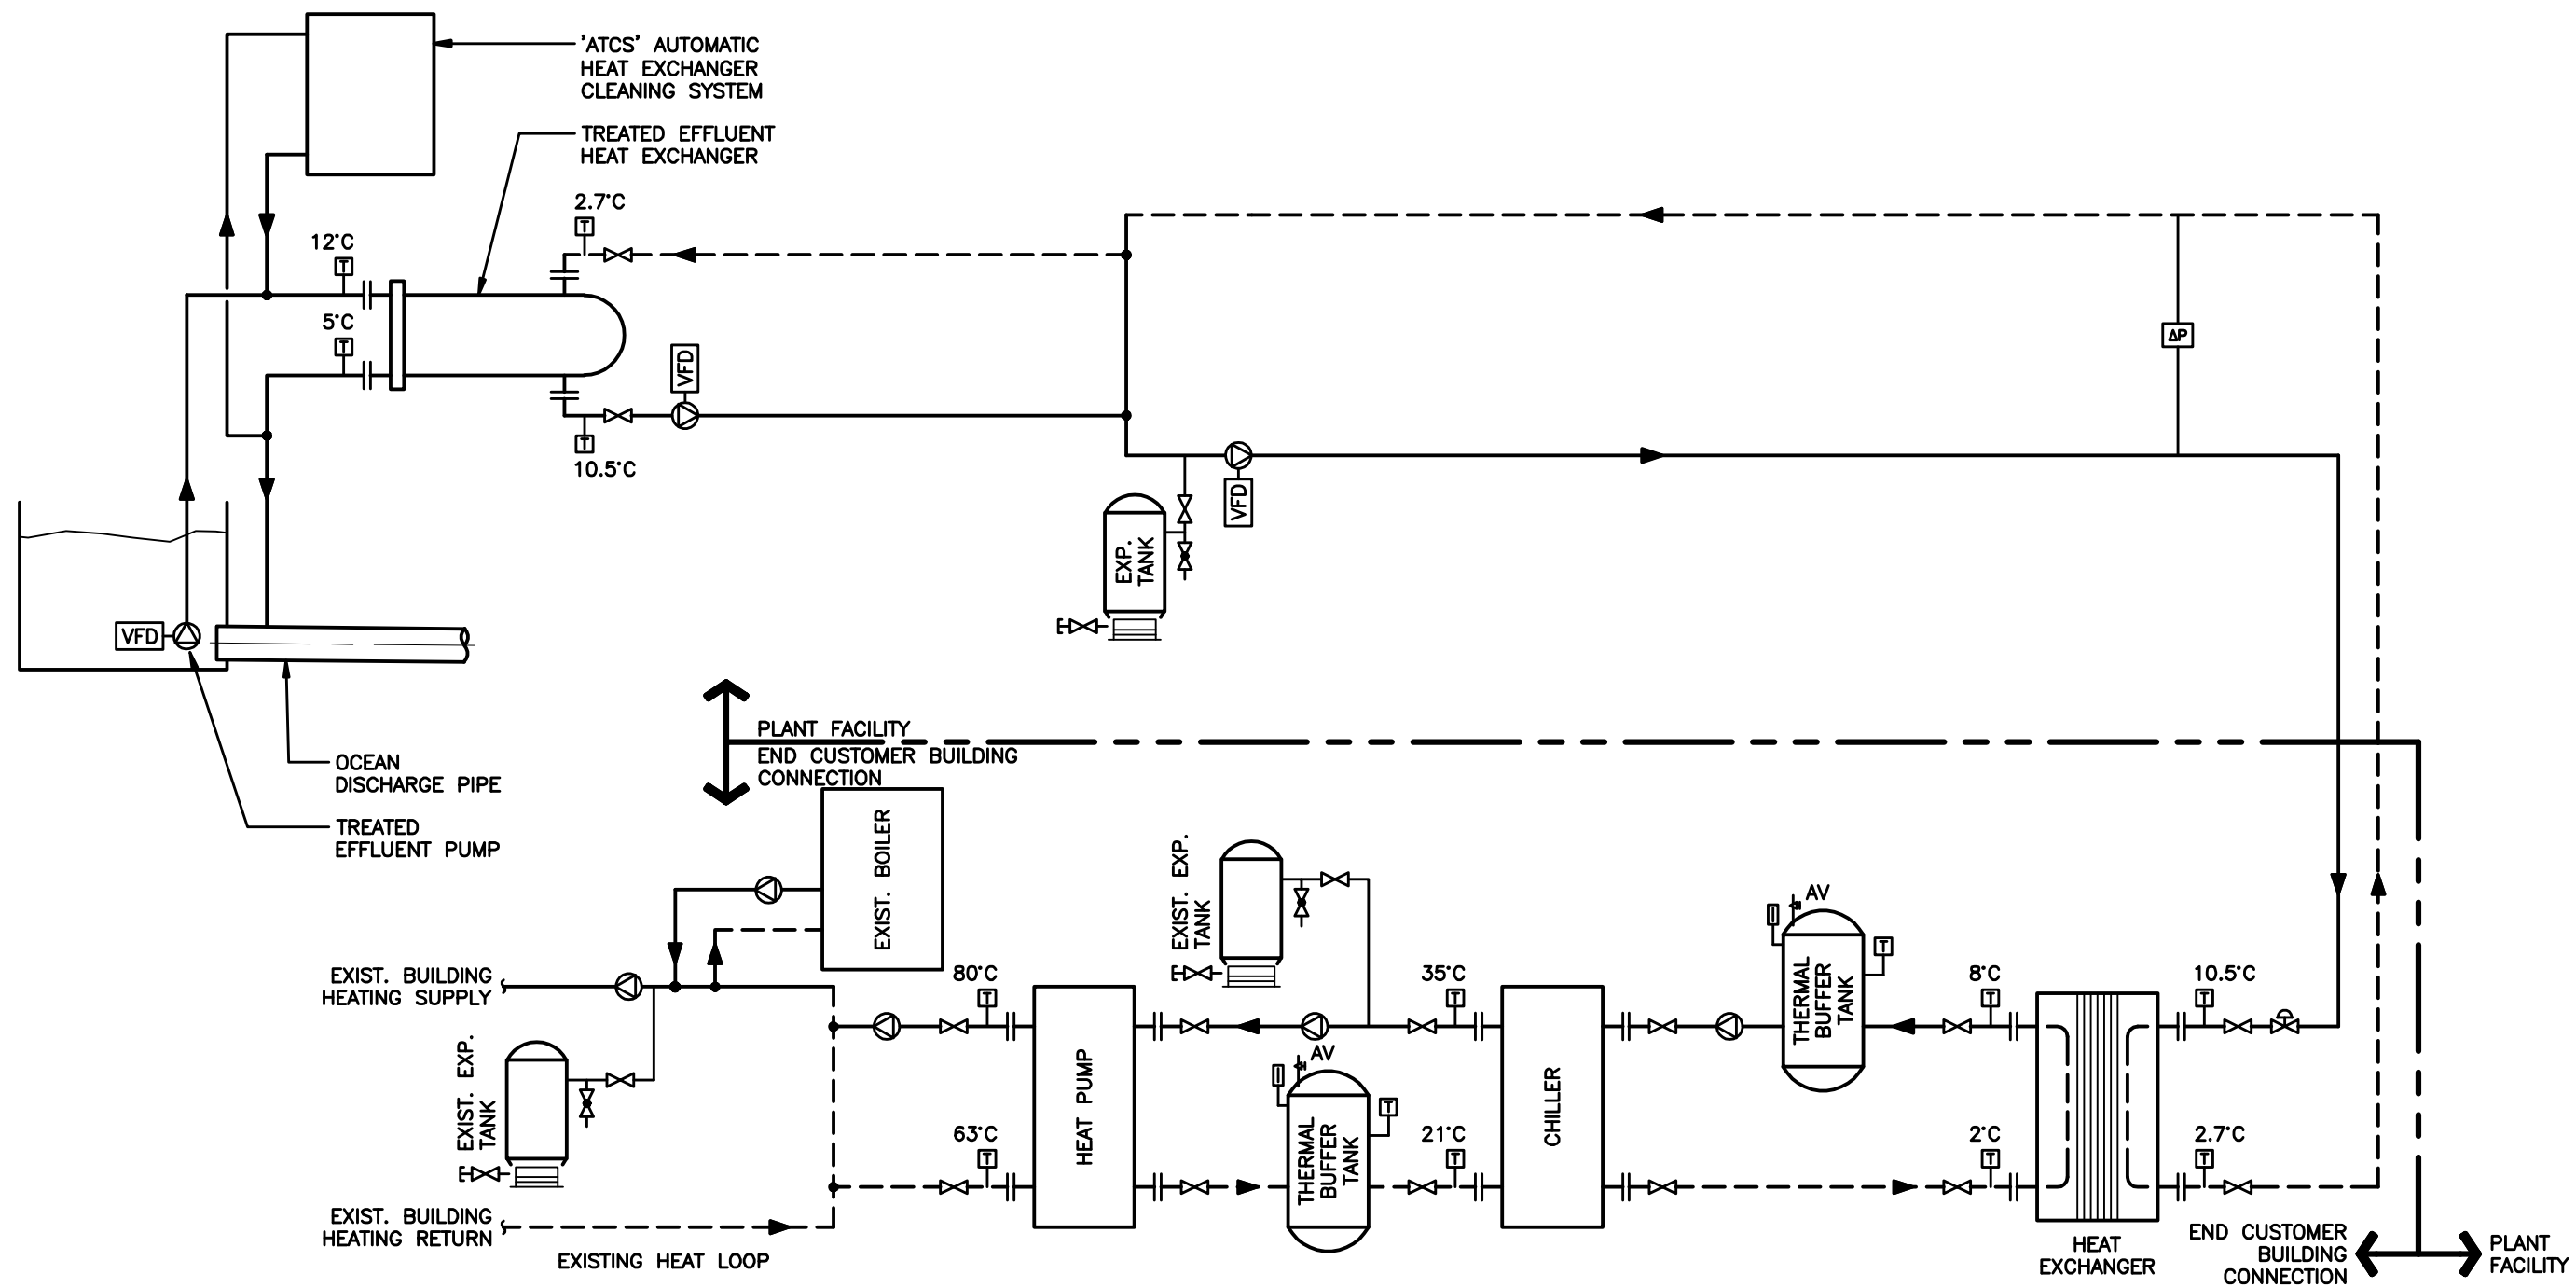 'ATCS' AUTOMATIC
HEAT EXCHANGER
CLEANING SYSTEM
TREATED EFFLUENT
HEAT EXCHANGER
2.7°C
T
12°C
T
5°C
T
VFD
T
10.5°C
ΔP
VFD
EXP.
TANK
VFD
PLANT FACILITY
END CUSTOMER BUILDING
CONNECTION
OCEAN
DISCHARGE PIPE
TREATED
EFFLUENT PUMP
EXIST. BOILER
EXIST. EXP.
TANK
AV
T
THERMAL
BUFFER
TANK
EXIST. BUILDING
HEATING SUPPLY
80°C
T
35°C
T
8°C
T
10.5°C
T
EXIST. EXP.
TANK
HEAT PUMP
AV
T
THERMAL
BUFFER
TANK
CHILLER
63°C
T
21°C
T
2°C
T
2.7°C
T
EXIST. BUILDING
HEATING RETURN
EXISTING HEAT LOOP
HEAT
EXCHANGER
END CUSTOMER
BUILDING
CONNECTION
PLANT
FACILITY